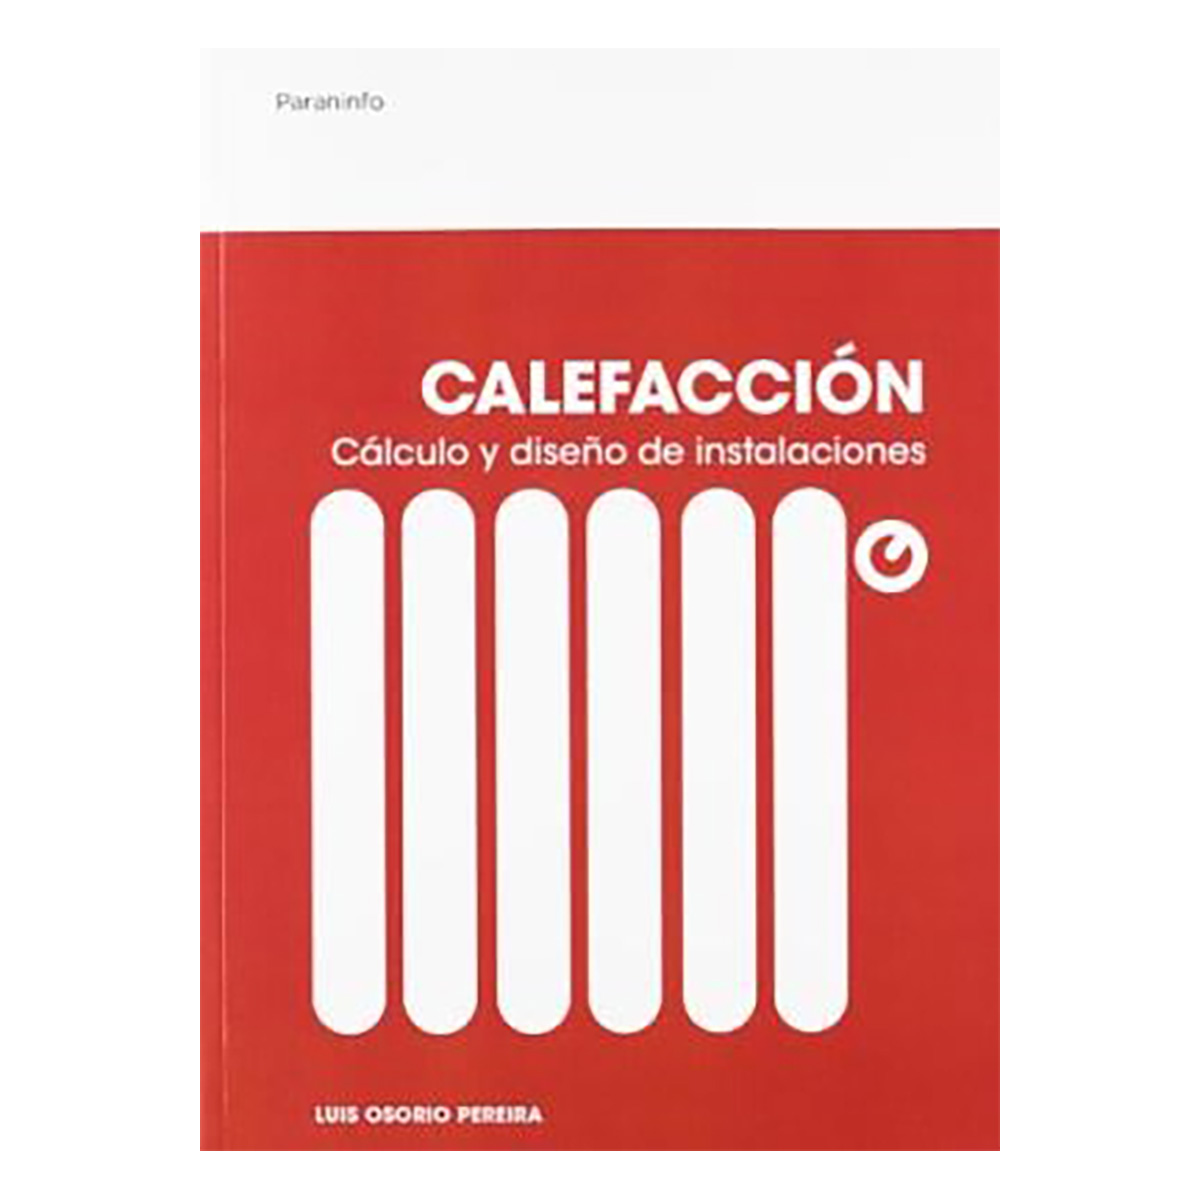 Paraninfo
CALEFACCIÓN
Cálculo y diseño de instalaciones
LUIS OSORIO PEREIRA